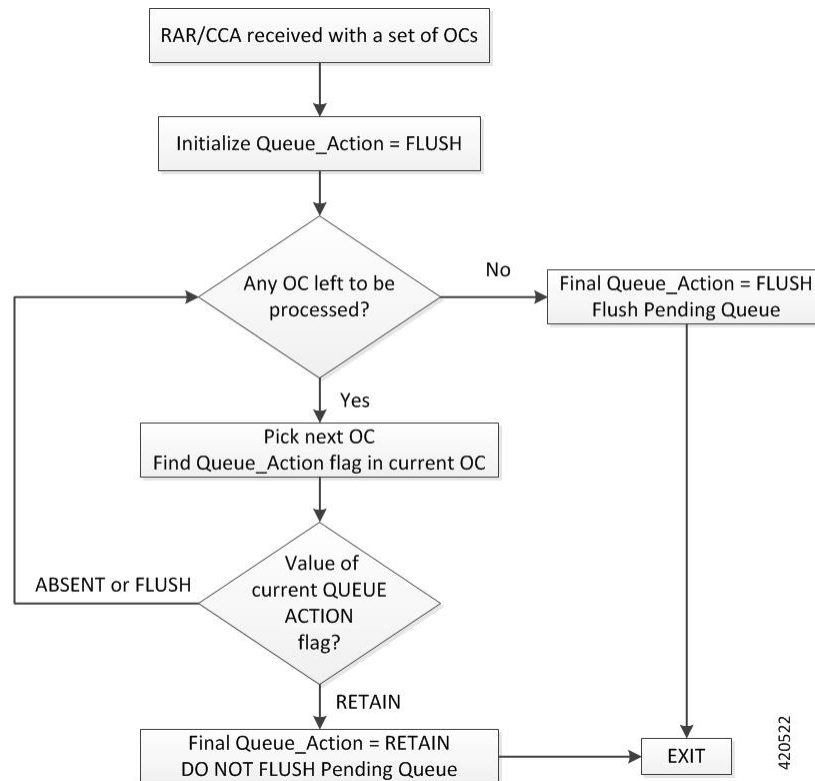 RAR/CCA received with a set of OCs
Initialize Queue_Action = FLUSH
Any OC left to be
processed?
No
Final Queue_Action = FLUSH
Flush Pending Queue
Yes
Pick next OC
Find Queue_Action flag in current OC
ABSENT or FLUSH
Value of
current QUEUE
ACTION
flag?
RETAIN
Final Queue_Action = RETAIN
DO NOT FLUSH Pending Queue
EXIT
420522